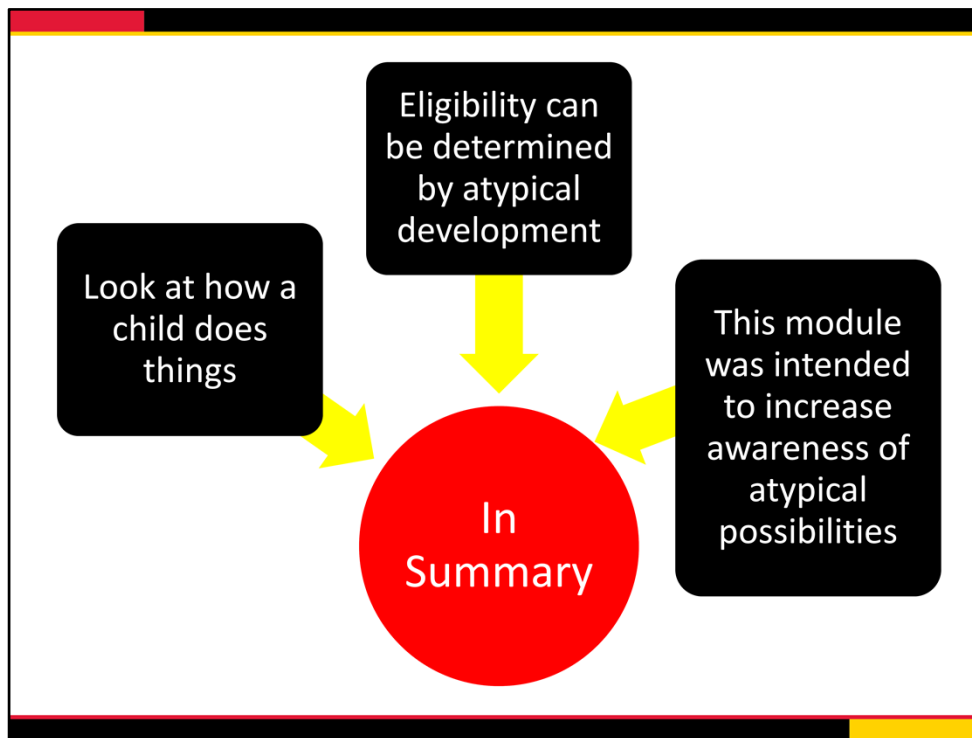 Look at how a
child does
things
Eligibility can
be determined
by atypical
development
This module
was intended
to increase
awareness of
atypical
possibilities
In
Summary